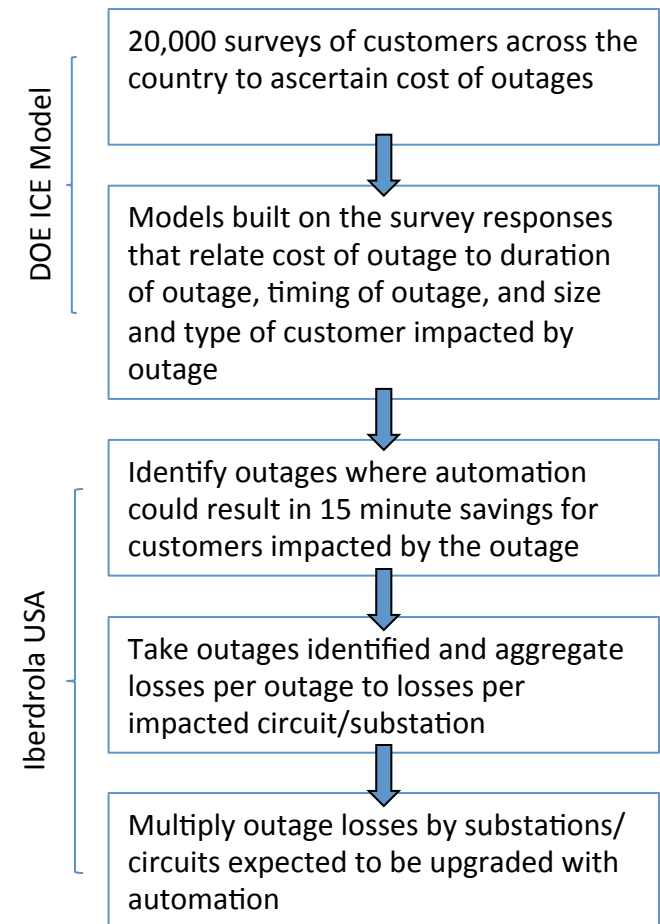 DOE ICE Model
20,000 surveys of customers across the
country to ascertain cost of outages
Models built on the survey responses
that relate cost of outage to duration
of outage, timing of outage, and size
and type of customer impacted by
outage
Iberdrola USA
Identify outages where automation
could result in 15 minute savings for
customers impacted by the outage
Take outages identified and aggregate
losses per outage to losses per
impacted circuit/substation
Multiply outage losses by substations/
circuits expected to be upgraded with
automation